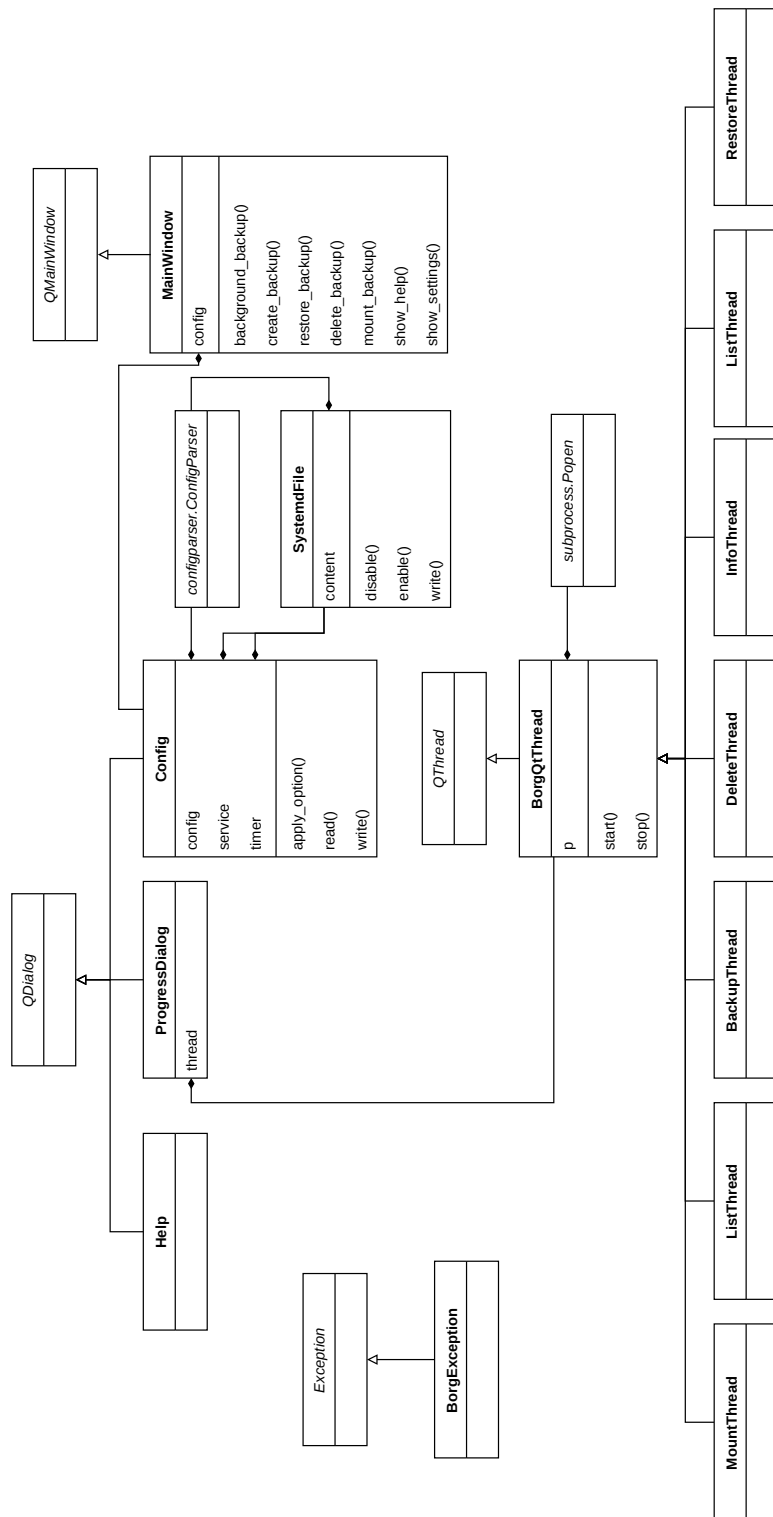 Exception
BorgException
QDialog
Help
ProgressDialog
thread
Config
config
service
timer
apply_option()
read()
write()
configparser.ConfigParser
SystemdFile
content
disable()
enable()
write()
QMainWindow
MainWindow
config
background_backup()
create_backup()
restore_backup()
delete_backup()
mount_backup()
show_help()
show_settings()
QThread
BorgQtThread
p
start()
stop()
subprocess.Popen
MountThread
ListThread
BackupThread
DeleteThread
InfoThread
ListThread
RestoreThread